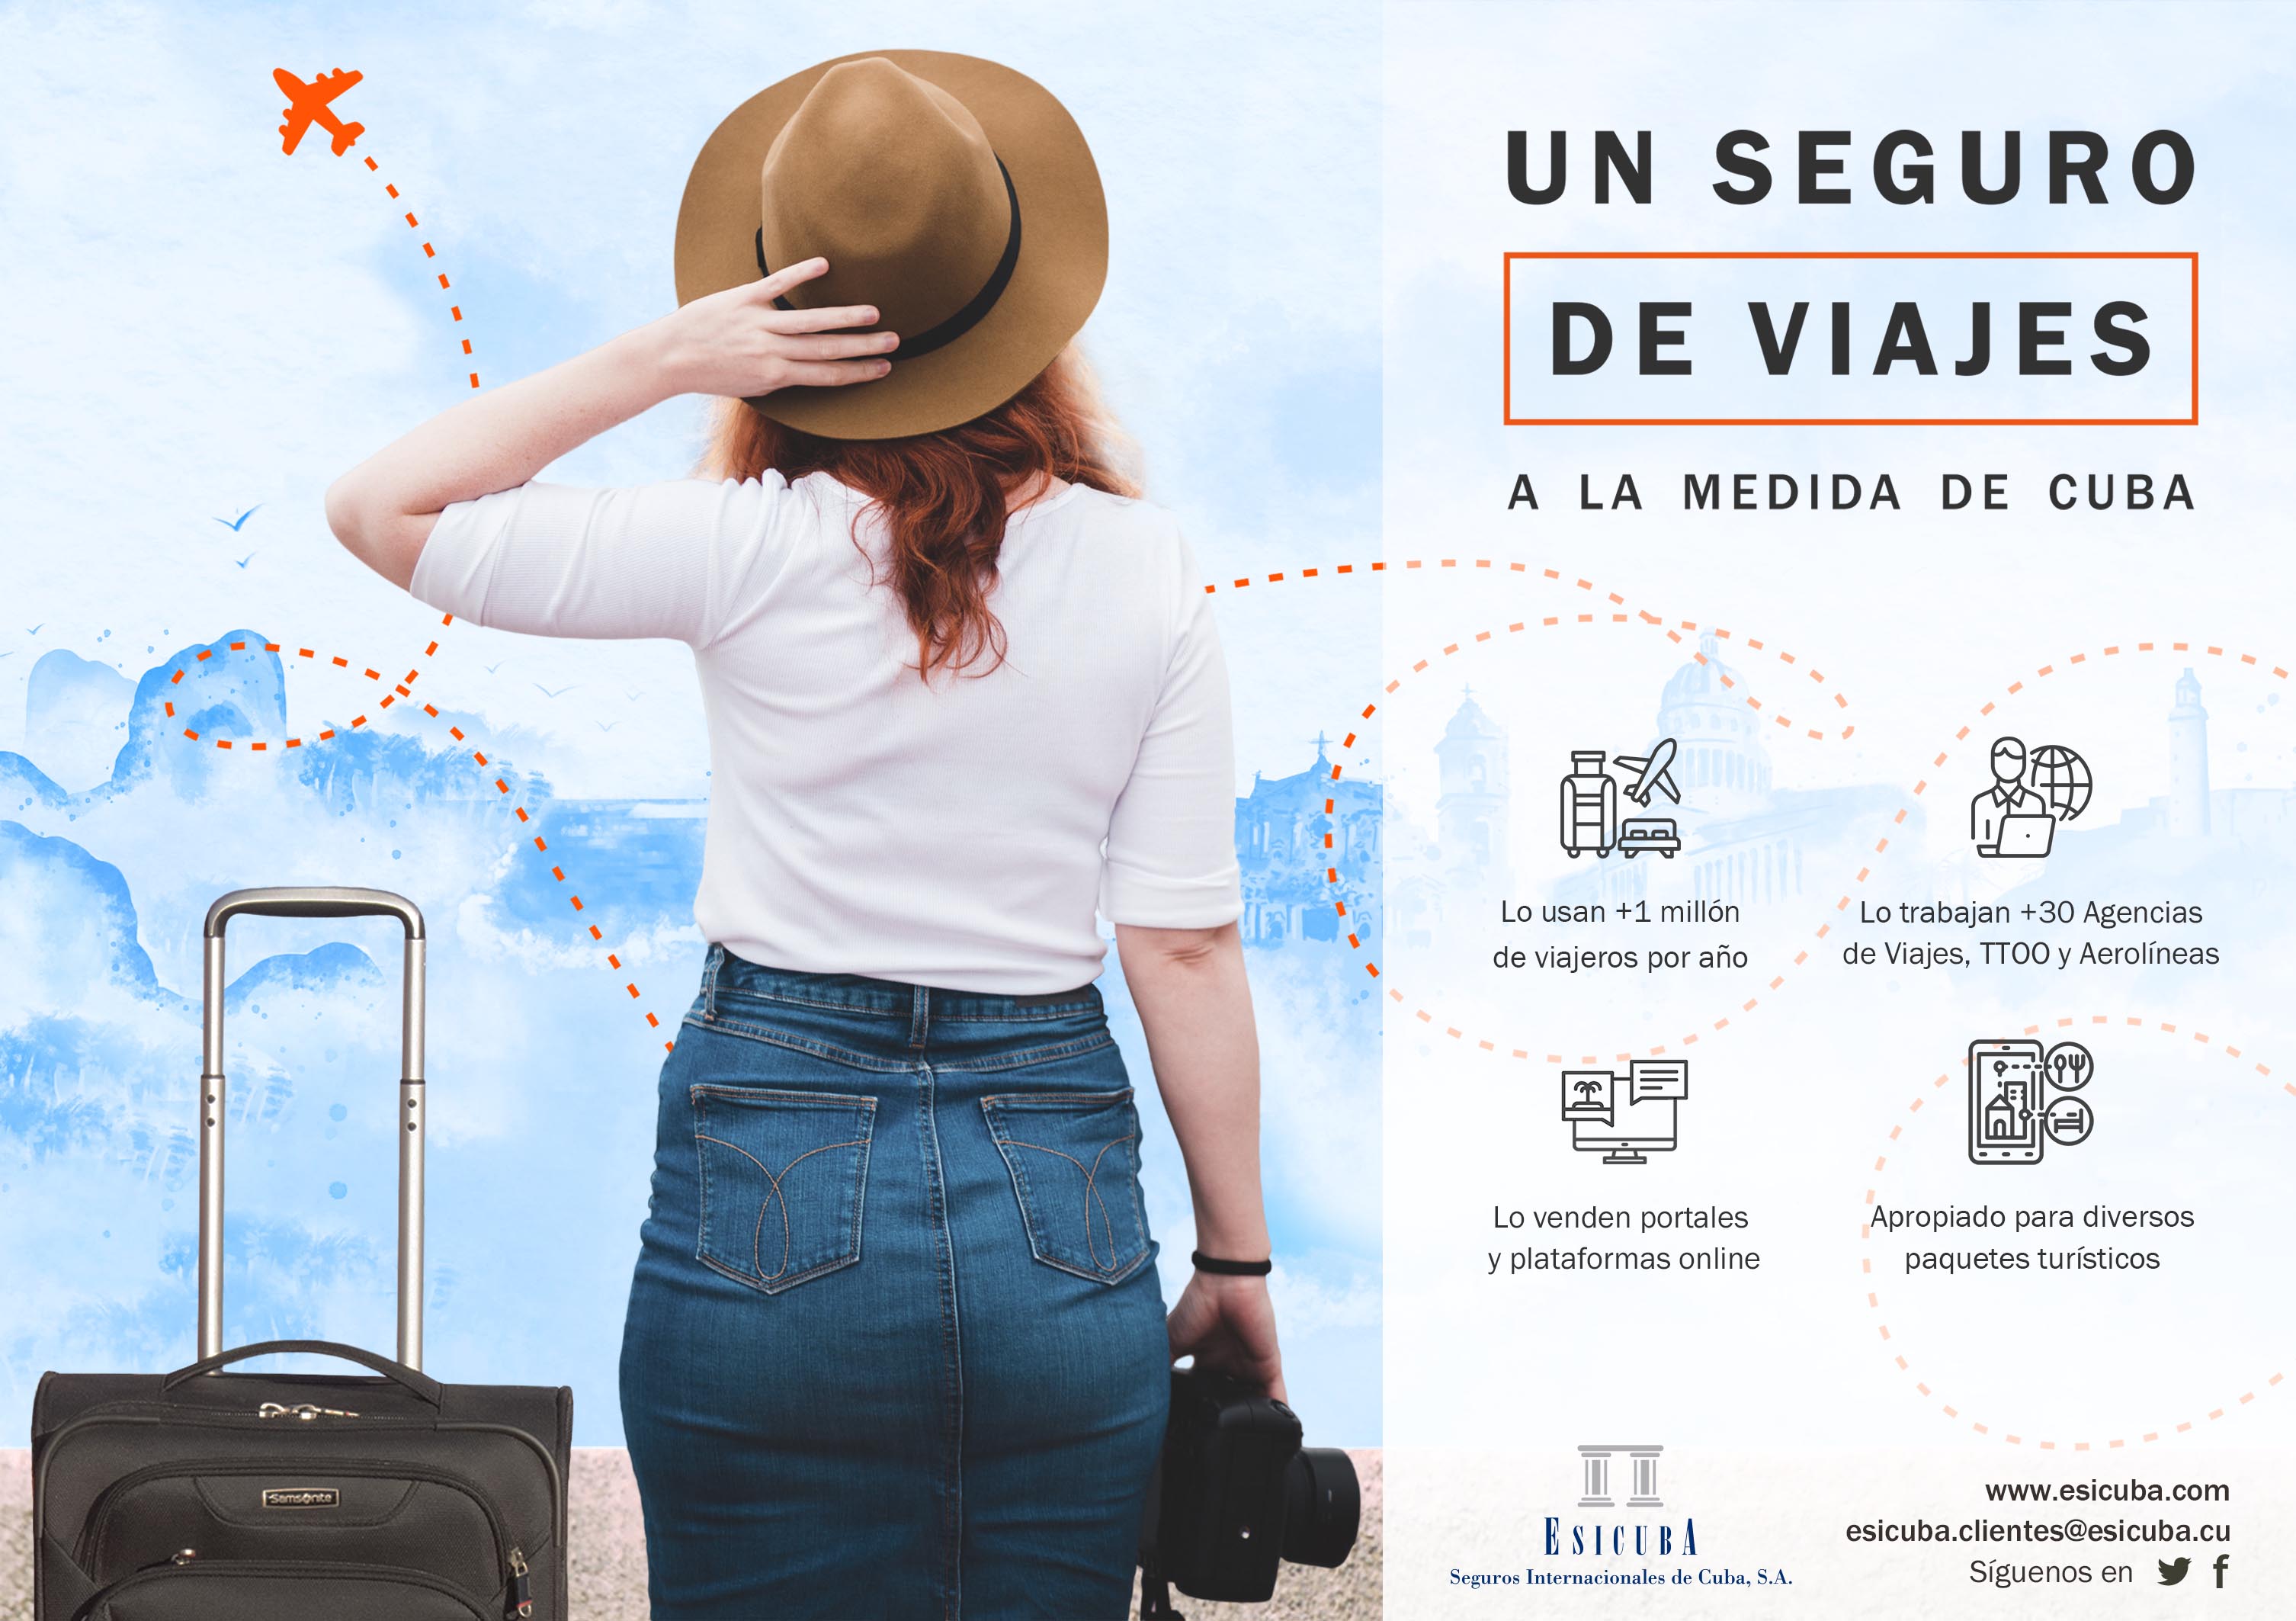 UN SEGURO
DE VIAJES
A LA MEDIDA DE CUBA
Lo usan +1 millón
de viajeros por año
Lo trabajan +30 Agencias
de Viajes, TTOO y Aerolíneas
Lo venden portales
y plataformas online
Apropiado para diversos
paquetes turísticos
Samsonite
ESICUBA
Seguros Internacionales de Cuba, S.A.
www.esicuba.com
esicuba.clientes@esicuba.cu
Síguenos en